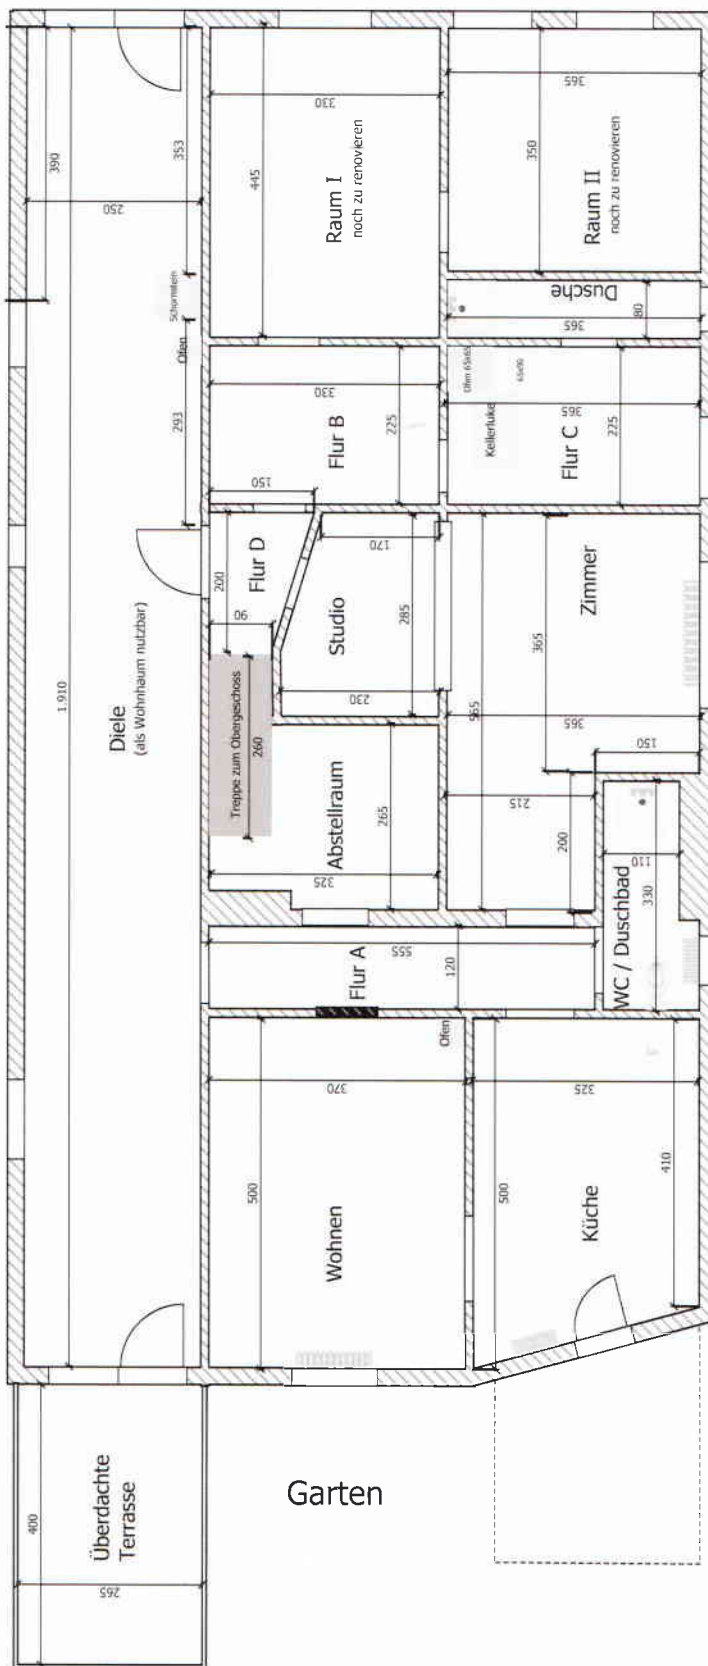 390
353
250
Schornstein
Ofen
293
1.910
Diele
(als Wohnraum nutzbar)
330
445
Raum I
noch zu renovieren
365
350
Raum II
noch zu renovieren
Dusche
80
365
330
Flur B
225
150
Ofen 65x65
65x90
Kellerluke
365
Flur C
225
200
Flur D
90
170
Studio
285
230
Treppe zum Obergeschoss
260
Abstellraum
265
325
Zimmer
365
565
365
150
215
200
110
330
WC / Duschbad
555
Flur A
120
Ofen
370
500
Wohnen
325
410
500
Küche
Überdachte
Terrasse
400
265
Garten